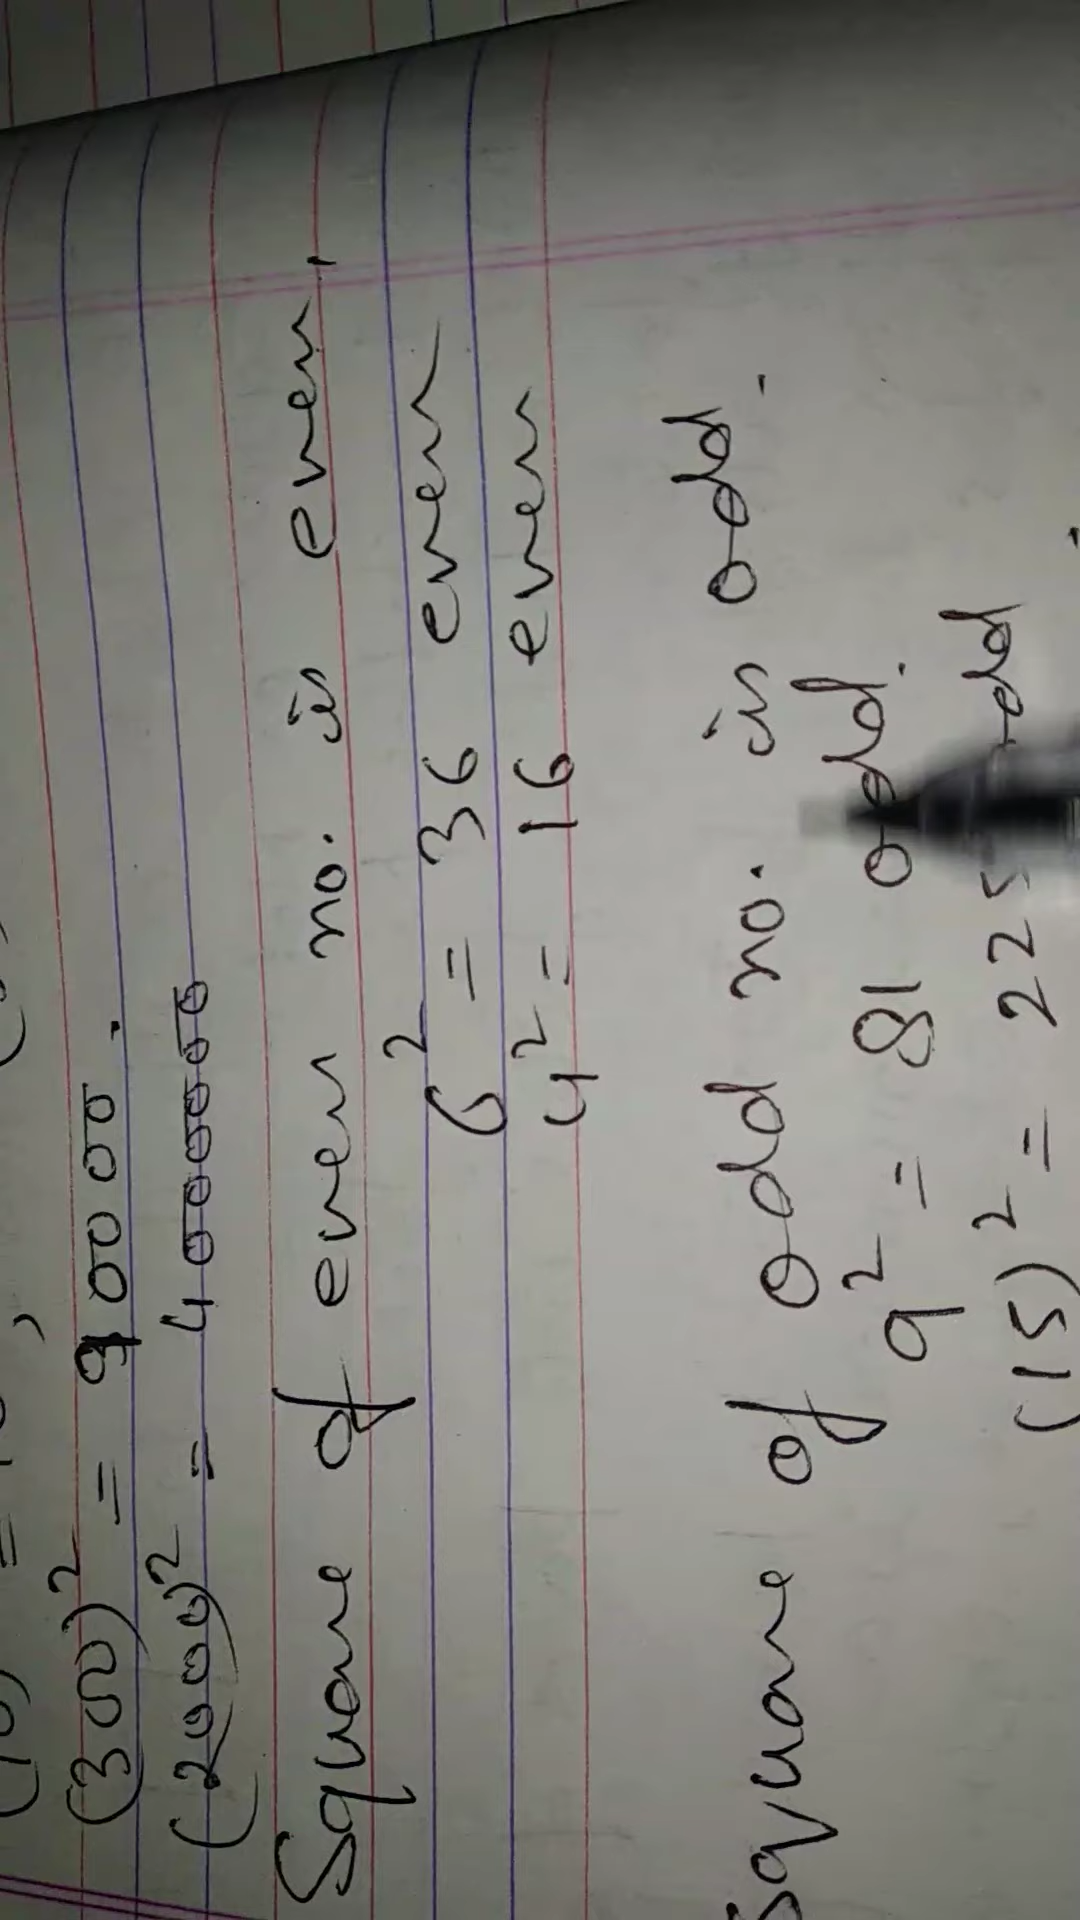 (300)² = 90000.
(2000)² = 4000000
Square of even no. is even.
6² = 36 even
4² = 16 even
Square of odd no. is odd.
9² = 81 odd.
(15)² = 225 odd.